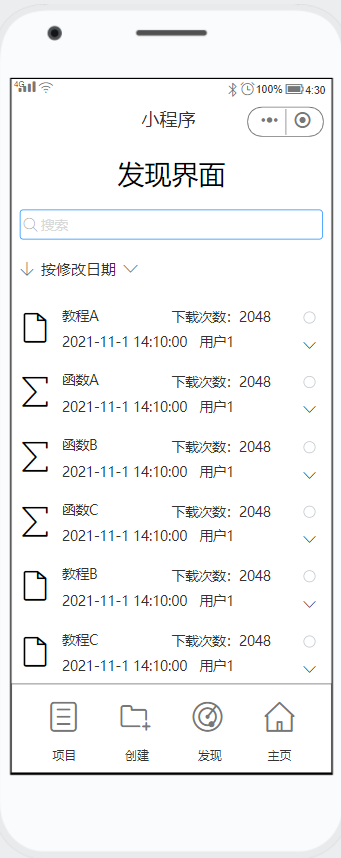 4G 100% 4:30
小程序
发现界面
搜索
按修改日期
教程A 下载次数：2048
2021-11-1 14:10:00 用户1
函数A 下载次数：2048
2021-11-1 14:10:00 用户1
函数B 下载次数：2048
2021-11-1 14:10:00 用户1
函数C 下载次数：2048
2021-11-1 14:10:00 用户1
教程B 下载次数：2048
2021-11-1 14:10:00 用户1
教程C 下载次数：2048
2021-11-1 14:10:00 用户1
项目 创建 发现 主页